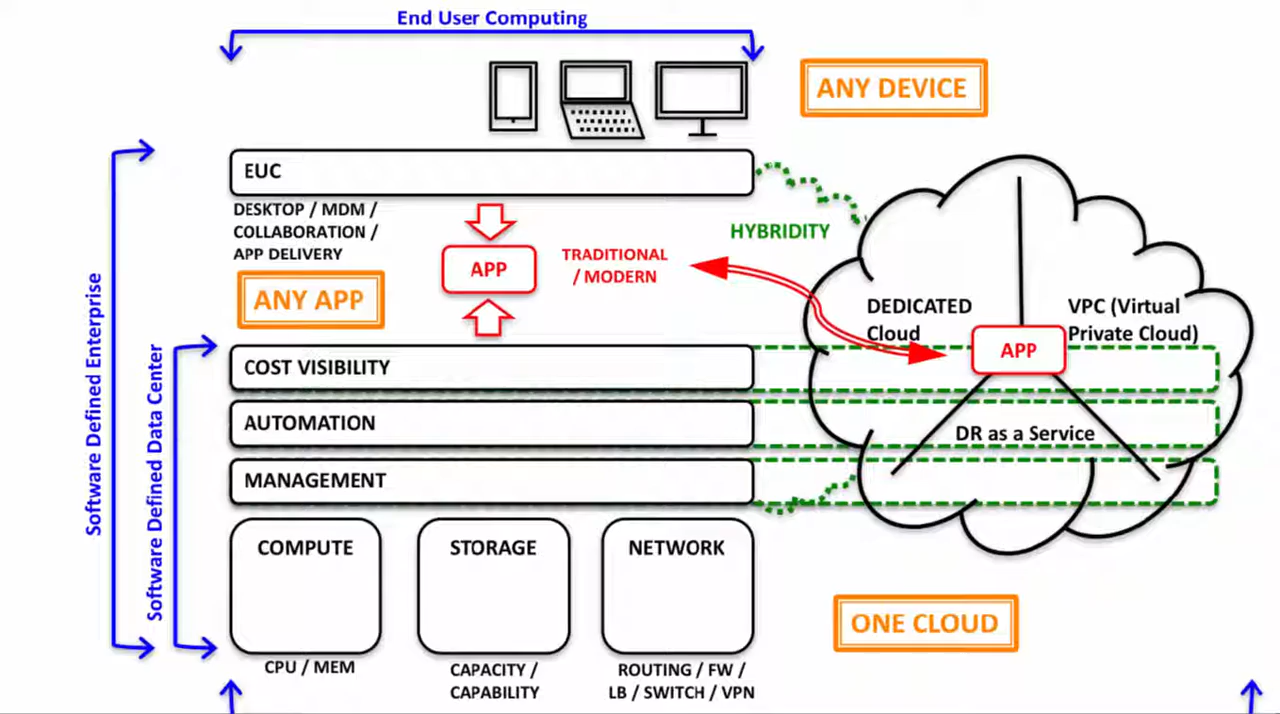 End User Computing
ANY DEVICE
EUC
DESKTOP / MDM /
COLLABORATION /
APP DELIVERY
APP
TRADITIONAL
/ MODERN
HYBRIDITY
ANY APP
DEDICATED
Cloud
VPC (Virtual
Private Cloud)
APP
COST VISIBILITY
AUTOMATION
DR as a Service
MANAGEMENT
Software Defined Enterprise
Software Defined Data Center
COMPUTE
STORAGE
NETWORK
CPU / MEM
CAPACITY /
CAPABILITY
ROUTING / FW /
LB / SWITCH / VPN
ONE CLOUD